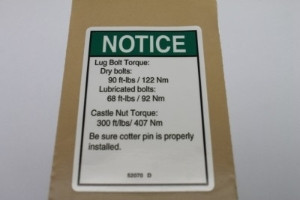 NOTICE
Lug Bolt Torque:
Dry bolts:
90 ft-lbs / 122 Nm
Lubricated bolts:
68 ft-lbs / 92 Nm
Castle Nut Torque:
300 ft/lbs/ 407 Nm
Be sure cotter pin is properly
installed.
52070 D